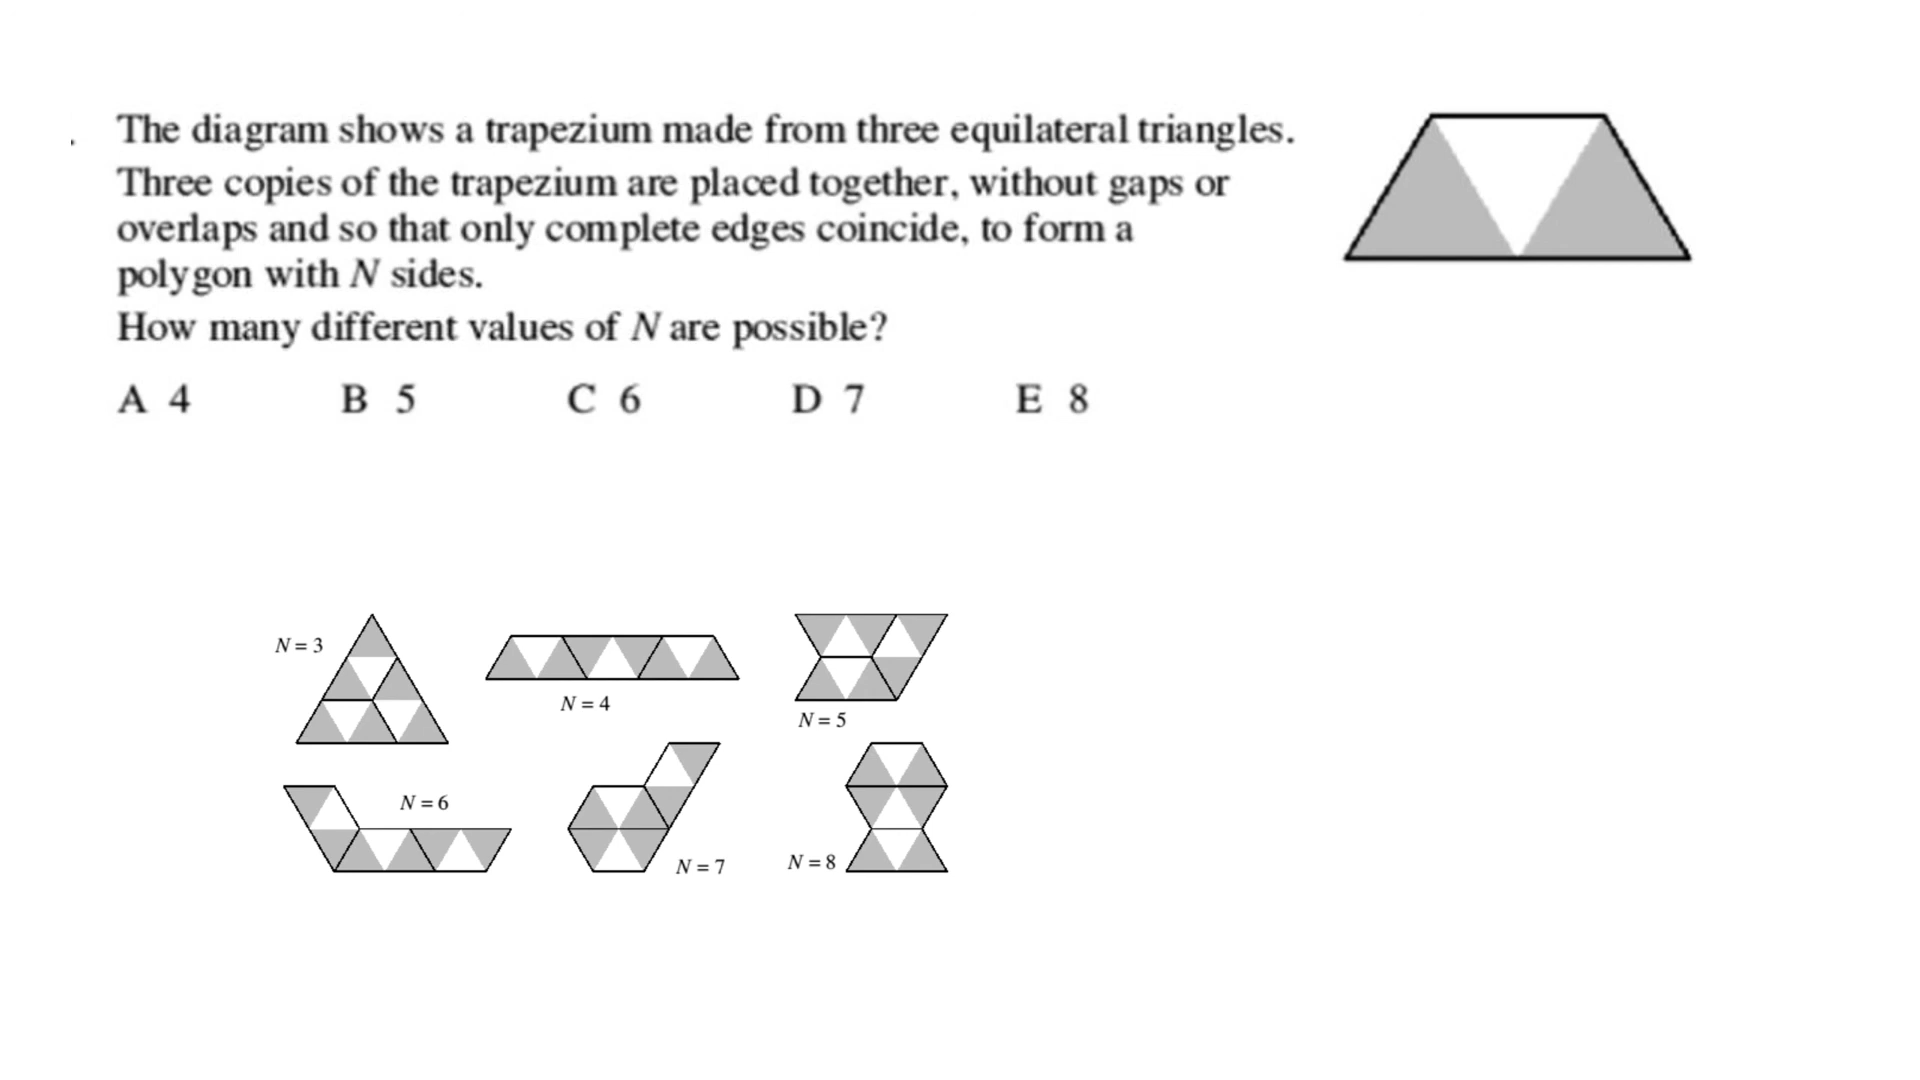 The diagram shows a trapezium made from three equilateral triangles.
Three copies of the trapezium are placed together, without gaps or
overlaps and so that only complete edges coincide, to form a
polygon with N sides.
How many different values of N are possible?
A 4 B 5 C 6 D 7 E 8
N = 3
N = 4
N = 5
N = 6
N = 7
N = 8